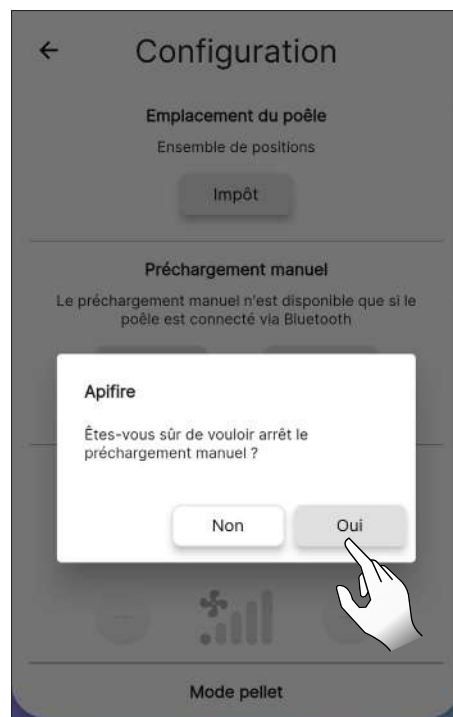 Configuration
Emplacement du poêle
Ensemble de positions
Impôt
Préchargement manuel
Le préchargement manuel n'est disponible que si le
poêle est connecté via Bluetooth
Apifire
Êtes-vous sûr de vouloir arrêt le
préchargement manuel ?
Non Oui
Mode pellet